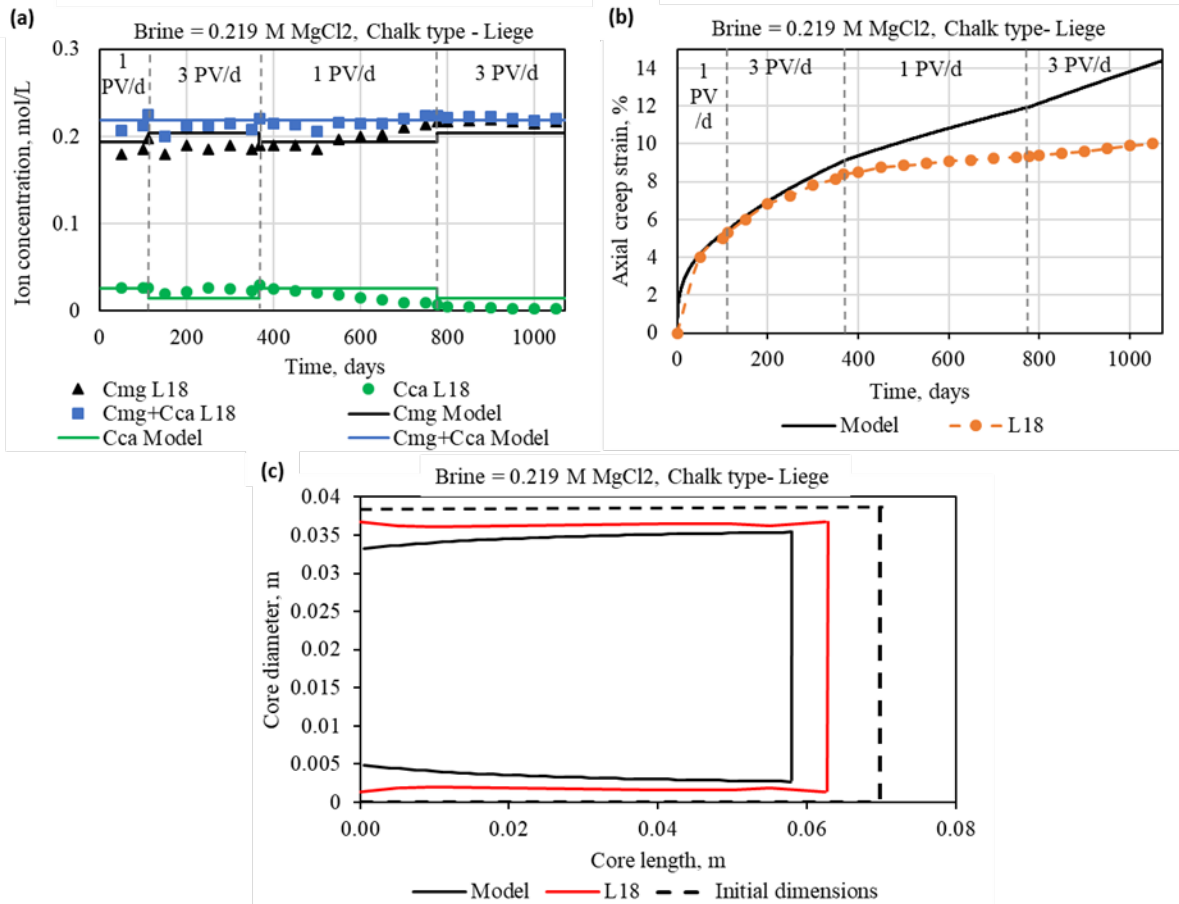 (a)
Brine = 0.219 M MgCl2, Chalk type - Liege
Ion concentration, mol/L
0.3
0.2
0.1
0
1
PV/d
3 PV/d
1 PV/d
3 PV/d
0
200
400
600
800
1000
Time, days
Cmg L18
Cca L18
Cmg+Cca L18
Cmg Model
Cca Model
Cmg+Cca Model
(b)
Brine = 0.219 M MgCl2, Chalk type- Liege
Axial creep strain, %
14
12
10
8
6
4
2
0
1
PV
/d
3 PV/d
1 PV/d
3 PV/d
0
200
400
600
800
1000
Time, days
Model
L18
(c)
Brine = 0.219 M MgCl2, Chalk type- Liege
Core diameter, m
0.04
0.035
0.03
0.025
0.02
0.015
0.01
0.005
0
0.00
0.02
0.04
0.06
0.08
Core length, m
Model
L18
Initial dimensions